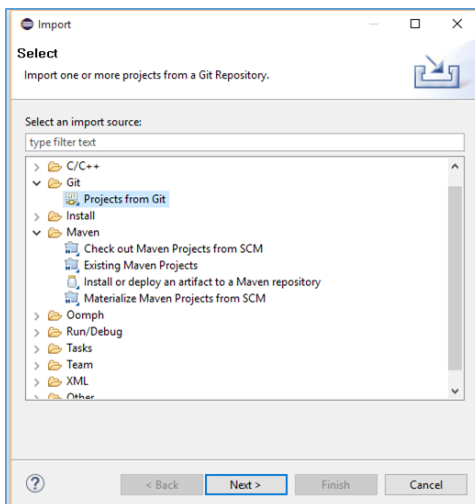 Import
Select
Import one or more projects from a Git Repository.
Select an import source:
type filter text
C/C++
Git
Projects from Git
Install
Maven
Check out Maven Projects from SCM
Existing Maven Projects
Install or deploy an artifact to a Maven repository
Materialize Maven Projects from SCM
Oomph
Run/Debug
Tasks
Team
XML
Other
?
< Back
Next >
Finish
Cancel